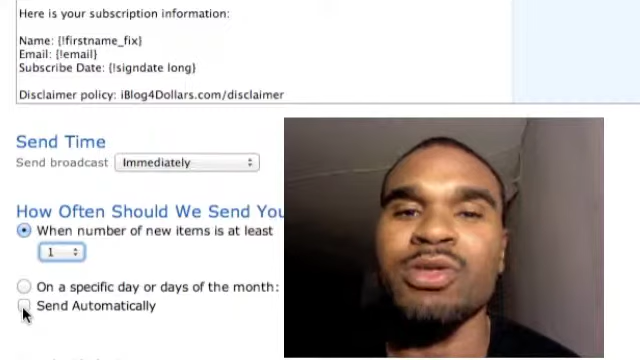 Here is your subscription information:
Name: {!firstname_fix}
Email: {!email}
Subscribe Date: {!signdate long}
Disclaimer policy: iBlog4Dollars.com/disclaimer
Send Time
Send broadcast Immediately
How Often Should We Send You
When number of new items is at least
1
On a specific day or days of the month:
Send Automatically